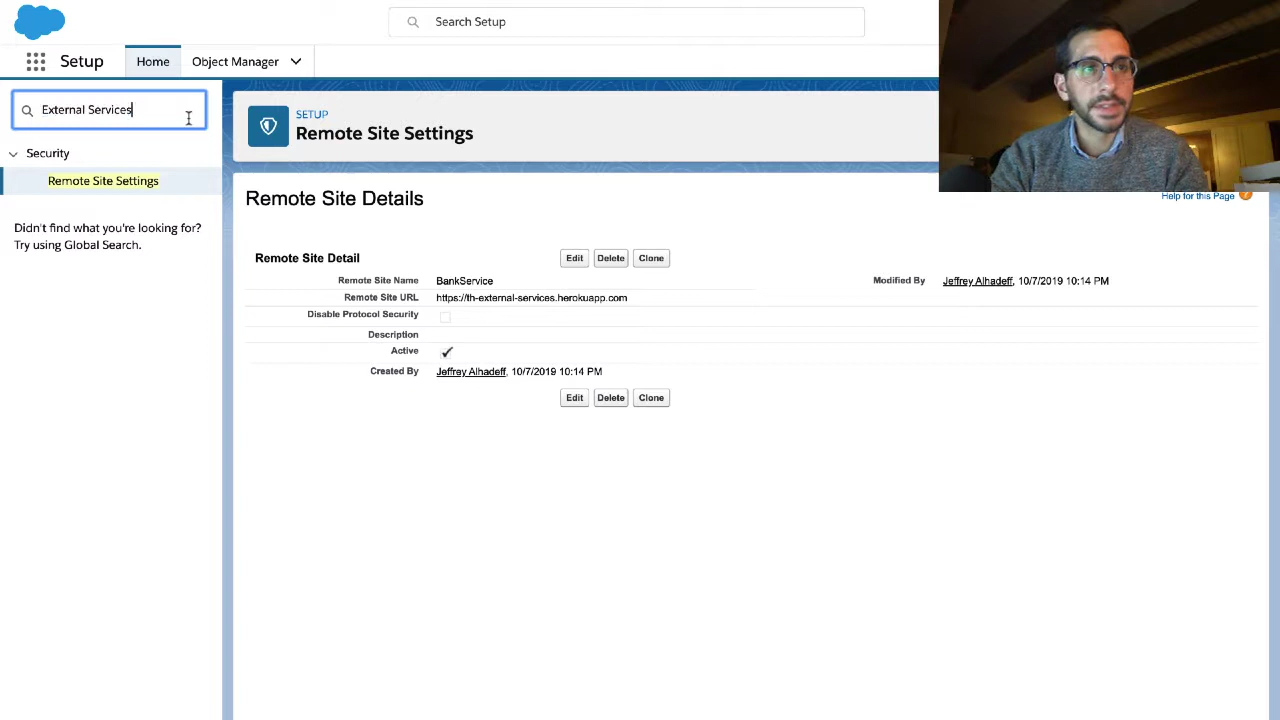 Search Setup
Setup
Home
Object Manager
External Services
Security
Remote Site Settings
Didn't find what you're looking for?
Try using Global Search.
SETUP
Remote Site Settings
Help for this Page ?
Remote Site Details
Remote Site Detail
Edit Delete Clone
Remote Site Name BankService Modified By Jeffrey Alhadeff, 10/7/2019 10:14 PM
Remote Site URL https://th-external-services.herokuapp.com
Disable Protocol Security
Description
Active
Created By Jeffrey Alhadeff, 10/7/2019 10:14 PM
Edit Delete Clone